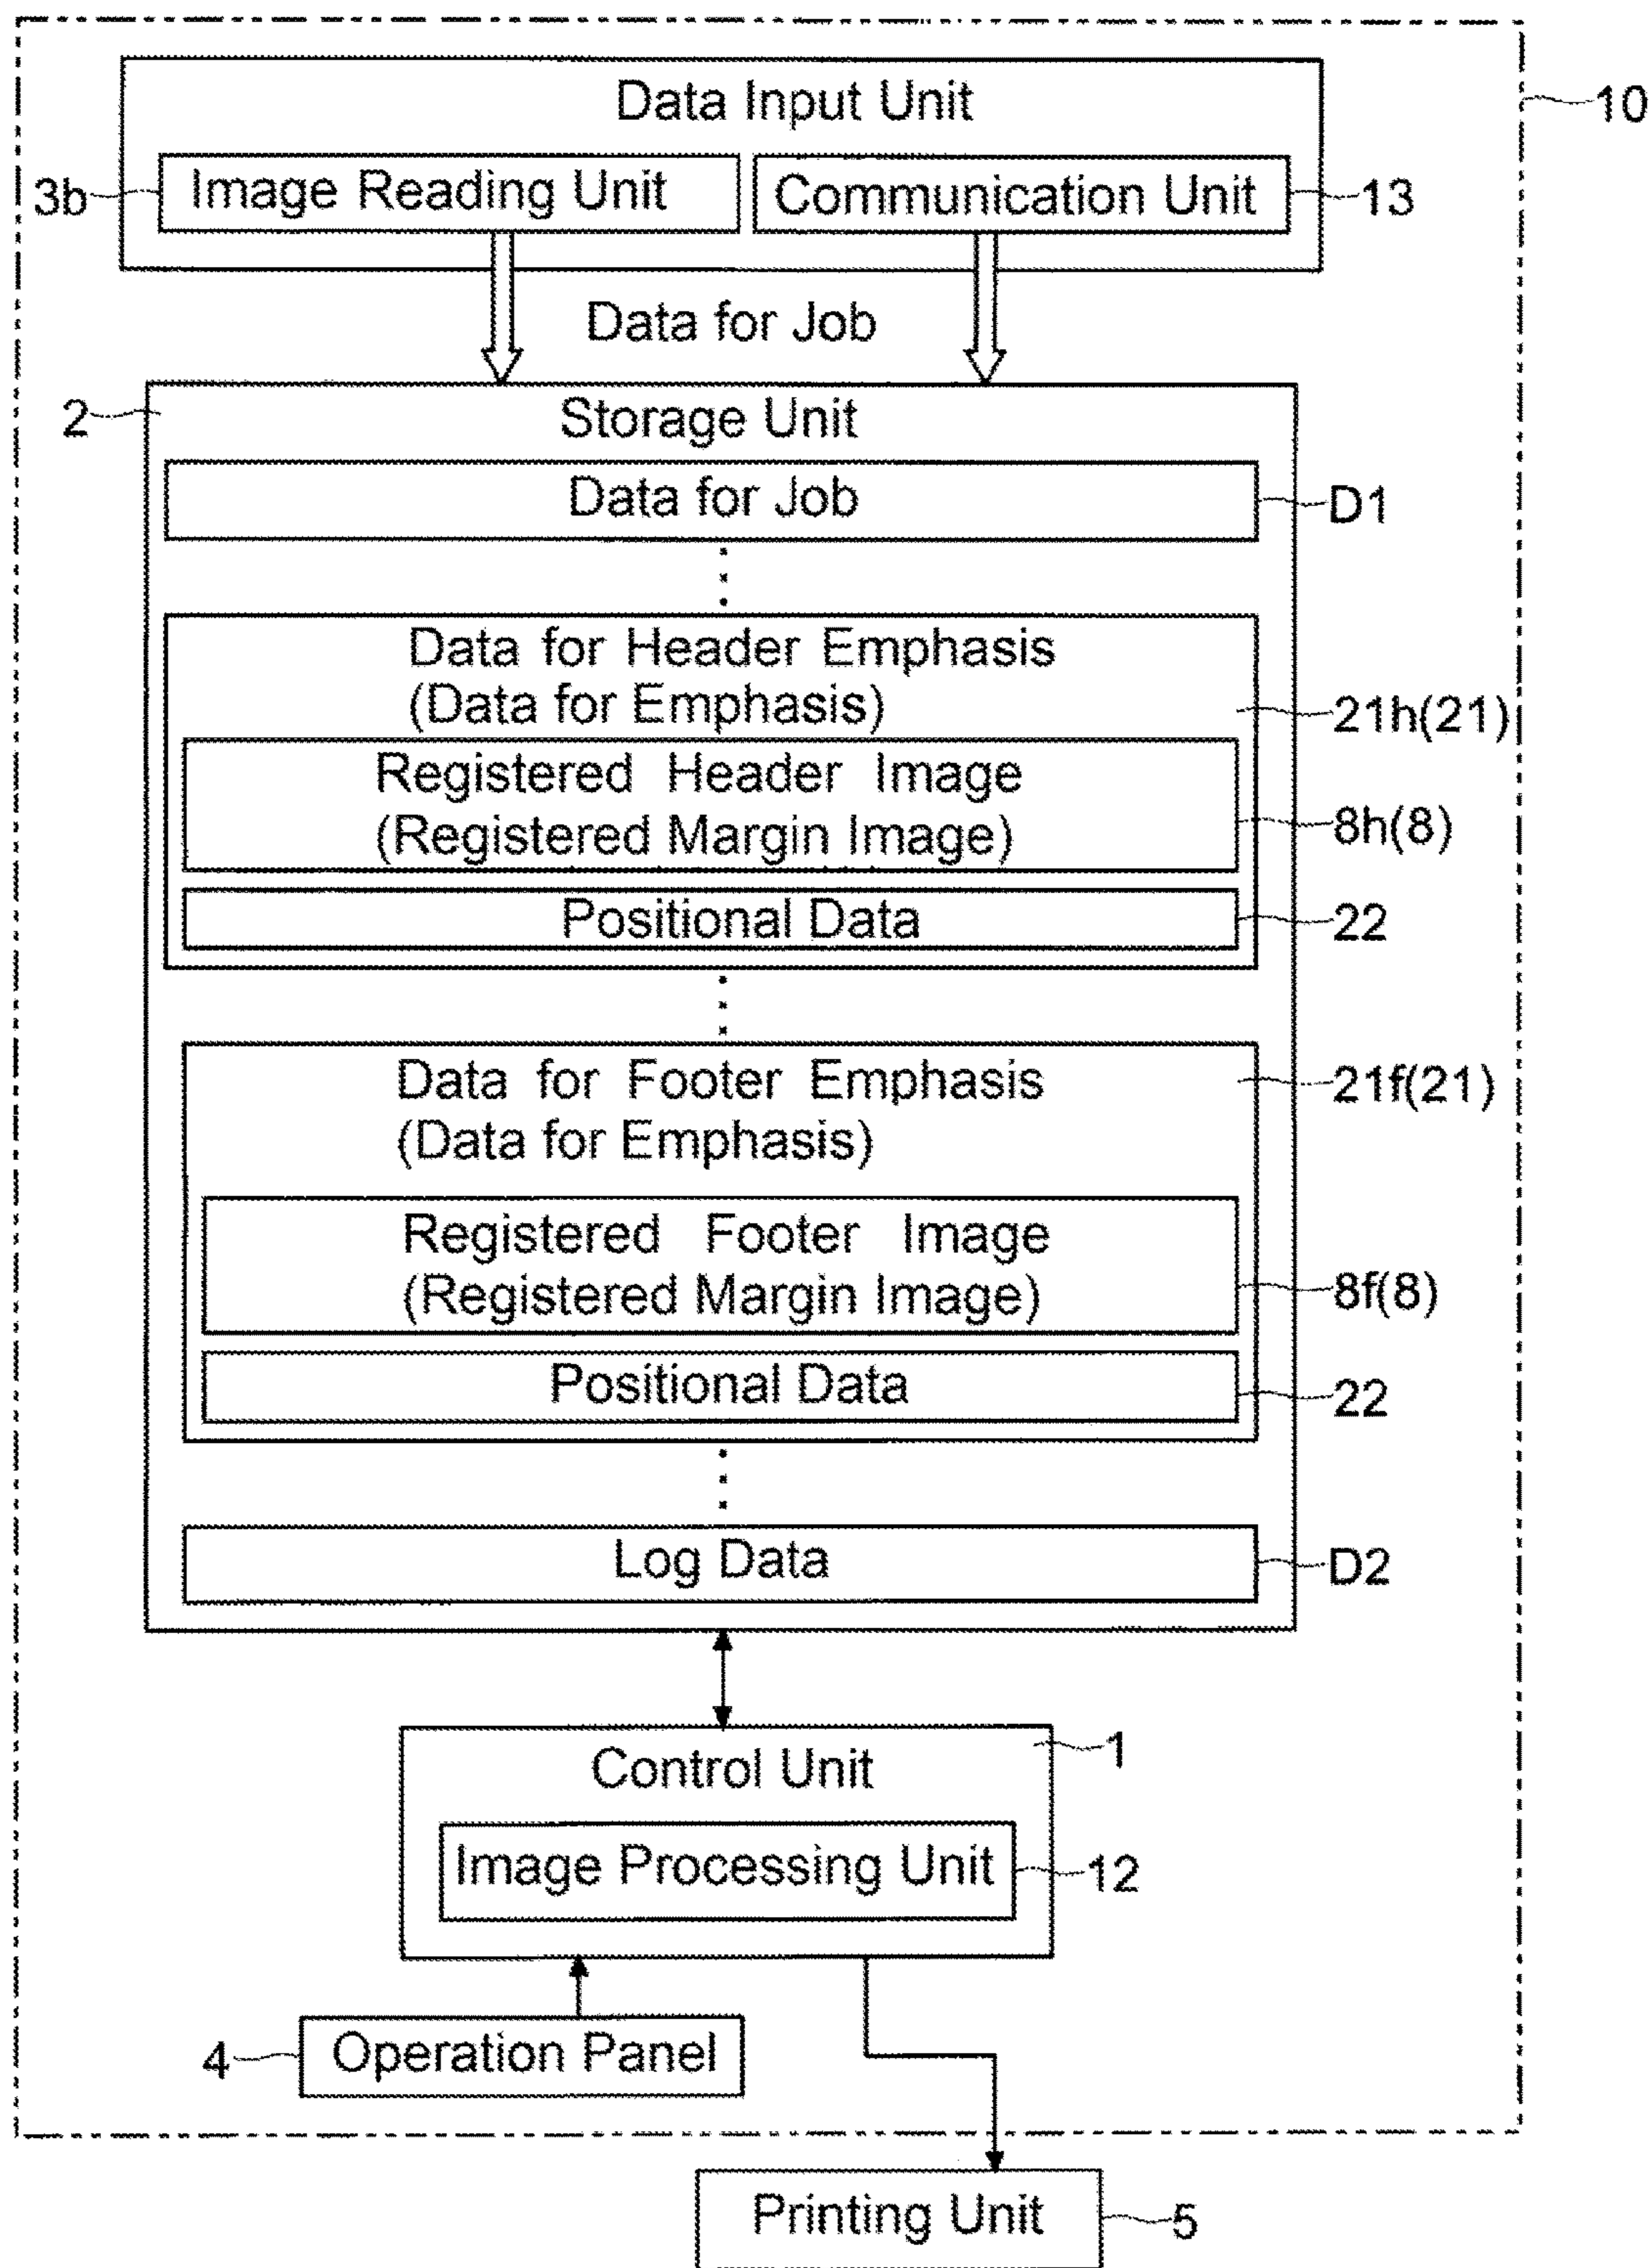 10
Data Input Unit
3b
Image Reading Unit
Communication Unit
13
Data for Job
2
Storage Unit
Data for Job
D1
Data for Header Emphasis
(Data for Emphasis)
21h(21)
Registered Header Image
(Registered Margin Image)
8h(8)
Positional Data
22
Data for Footer Emphasis
(Data for Emphasis)
21f(21)
Registered Footer Image
(Registered Margin Image)
8f(8)
Positional Data
22
Log Data
D2
Control Unit
1
Image Processing Unit
12
4
Operation Panel
Printing Unit
5